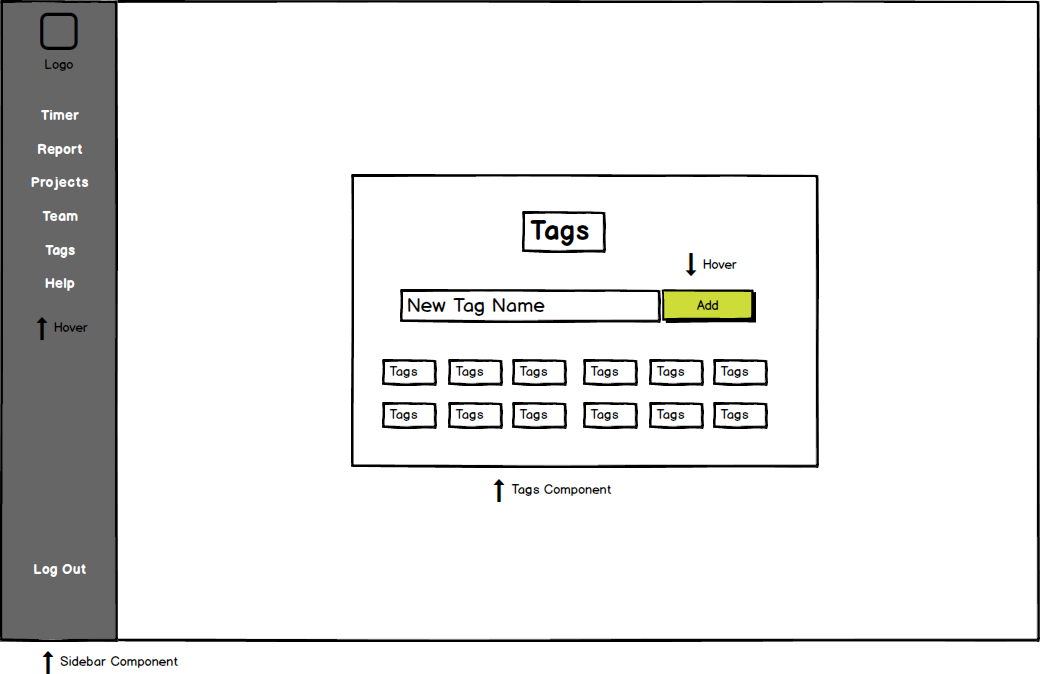 Logo
Timer
Report
Projects
Team
Tags
Help
Hover
Log Out
Sidebar Component
Tags
Hover
New Tag Name
Add
Tags Tags Tags Tags Tags Tags
Tags Tags Tags Tags Tags Tags
Tags Component